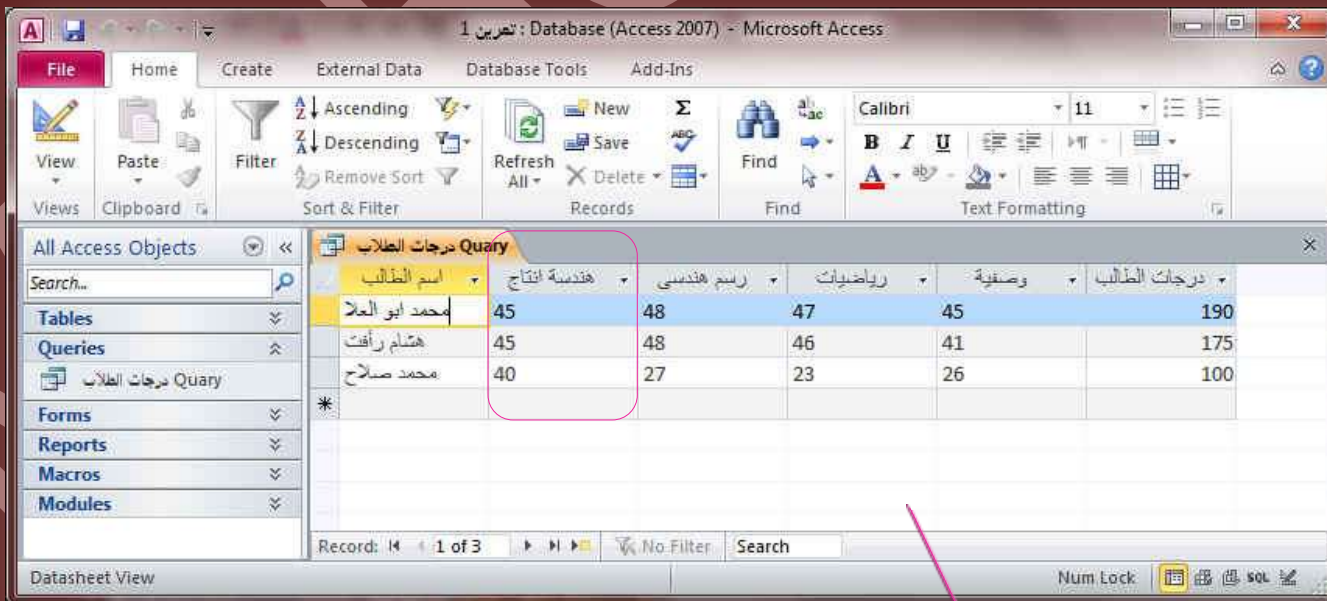 تمرين 1 : Database (Access 2007) - Microsoft Access
File Home Create External Data Database Tools Add-Ins
Ascending New Σ Calibri 11
View Paste Filter Descending Refresh All Save Find B I U
Remove Sort Delete A
Views Clipboard Sort & Filter Records Find Text Formatting
All Access Objects
Quary درجات الطلاب
Search...
اسم الطالب هندسة انتاج رسم هندسى رياضيات وصفية درجات الطالب
Tables
محمد ابو العلا 45 48 47 45 190
Queries
هشام رأفت 45 48 46 41 175
Quary درجات الطلاب
محمد صلاح 40 27 23 26 100
Forms
Reports
Macros
Modules
Record: 1 of 3 No Filter Search
Datasheet View Num Lock SQL